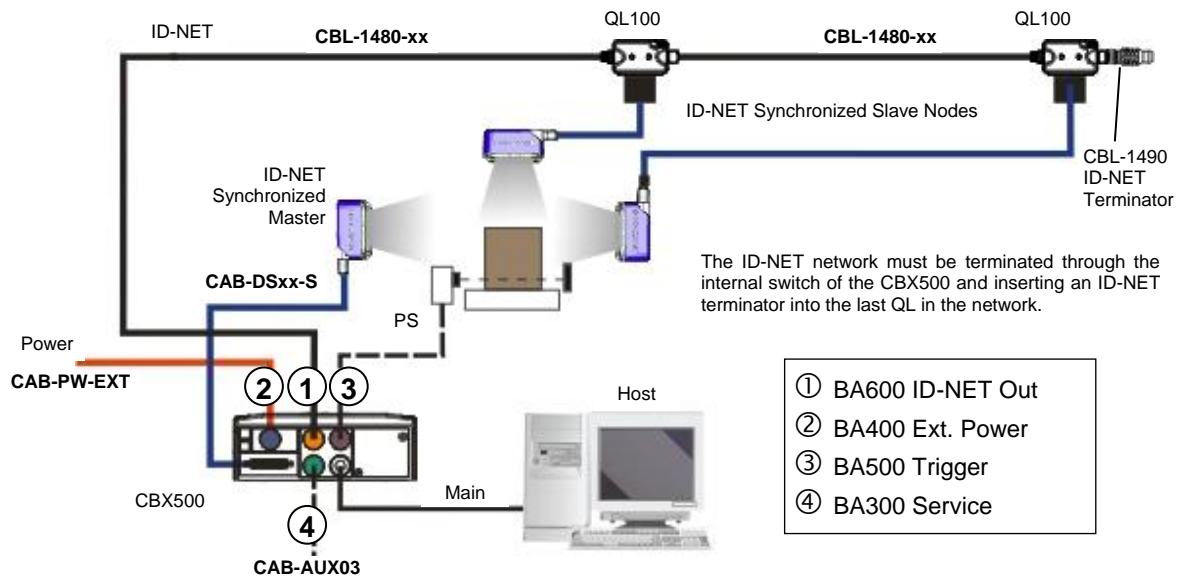 QL100
QL100
ID-NET
CBL-1480-xx
CBL-1480-xx
ID-NET Synchronized Slave Nodes
CBL-1490
ID-NET
Terminator
ID-NET
Synchronized
Master
The ID-NET network must be terminated through the
internal switch of the CBX500 and inserting an ID-NET
terminator into the last QL in the network.
CAB-DSxx-S
PS
Power
CAB-PW-EXT
2
1
3
Host
① BA600 ID-NET Out
② BA400 Ext. Power
③ BA500 Trigger
④ BA300 Service
CBX500
Main
4
CAB-AUX03